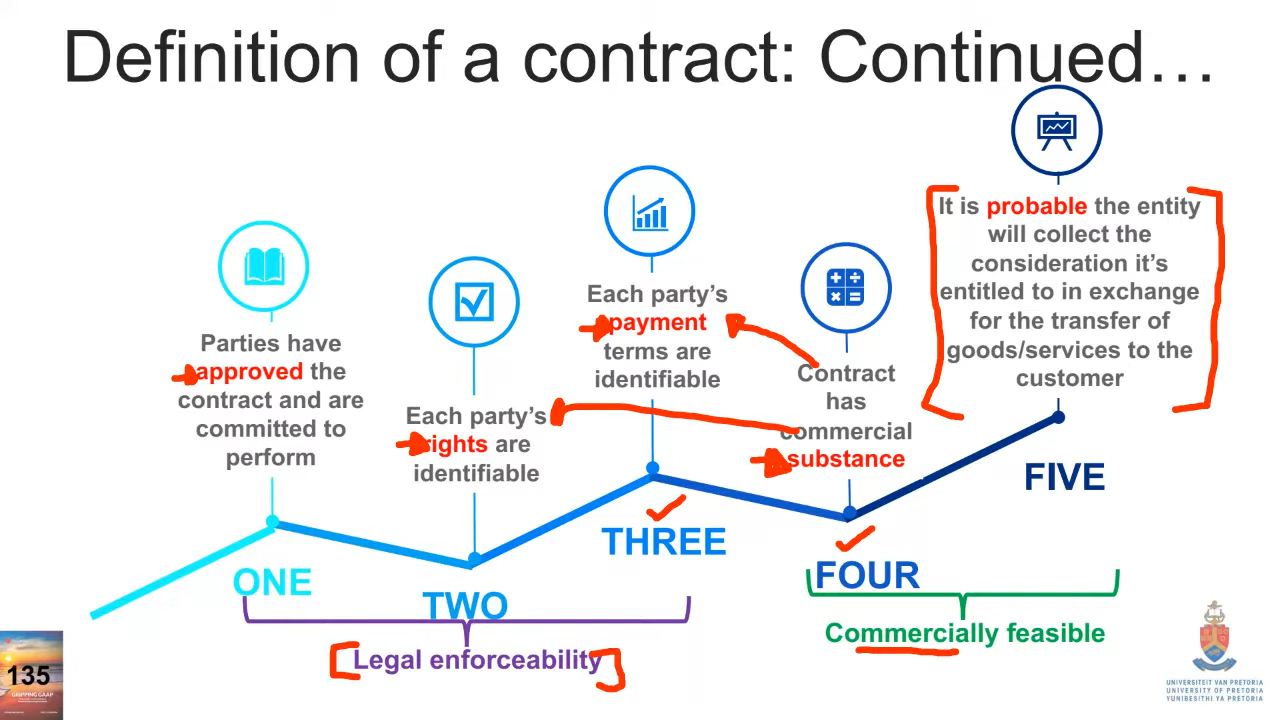 Definition of a contract: Continued…
Parties have
approved the
contract and are
committed to
perform
ONE
Each party's
rights are
identifiable
TWO
Each party's
payment
terms are
identifiable
THREE
Contract
has
commercial
substance
FOUR
It is probable the entity
will collect the
consideration it's
entitled to in exchange
for the transfer of
goods/services to the
customer
FIVE
Legal enforceability
Commercially feasible
135
GRIPPING GAAP
UNIVERSITEIT VAN PRETORIA
UNIVERSITY OF PRETORIA
YUNIBESITHI YA PRETORIA